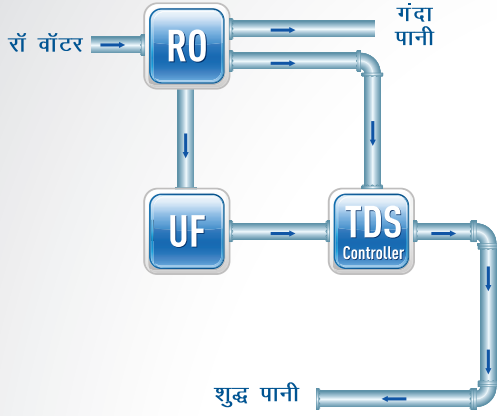 रॉ वॉटर
RO
गंदा
पानी
UF
TDS
Controller
शुद्ध पानी